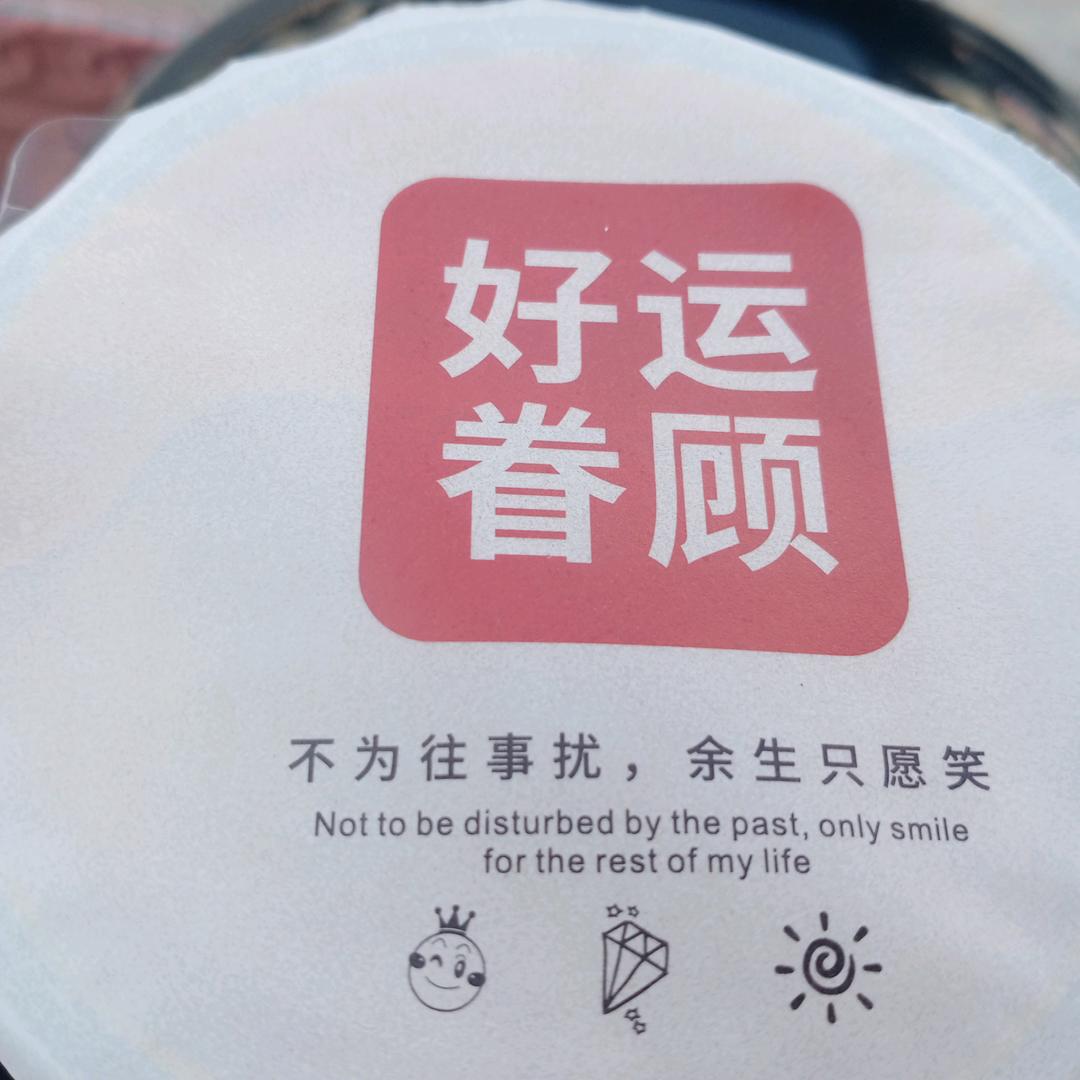 好运
眷顾
不为往事扰，余生只愿笑
Not to be disturbed by the past, only smile
for the rest of my life